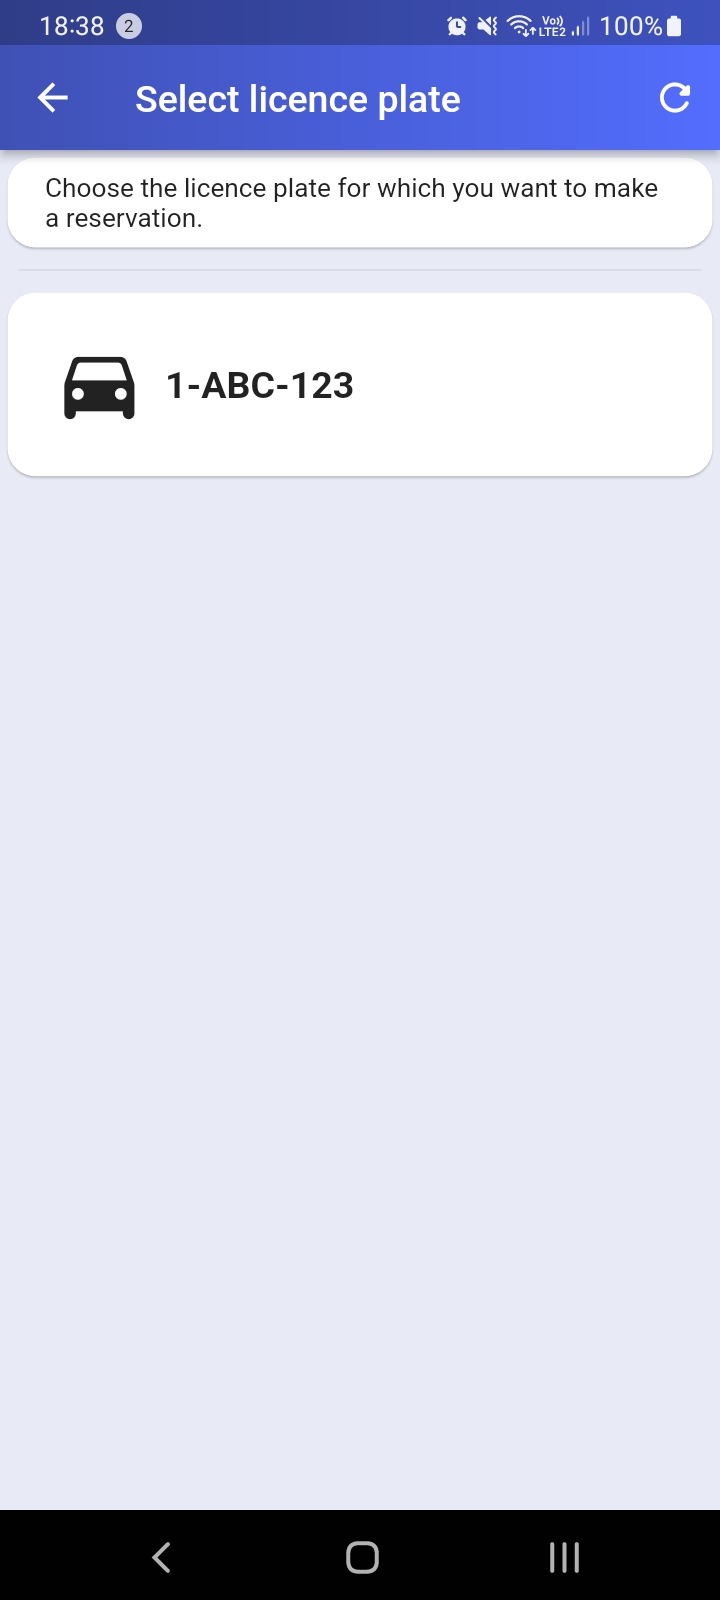 18:38 2 Vo)) LTE2 100%
Select licence plate
Choose the licence plate for which you want to make
a reservation.
1-ABC-123